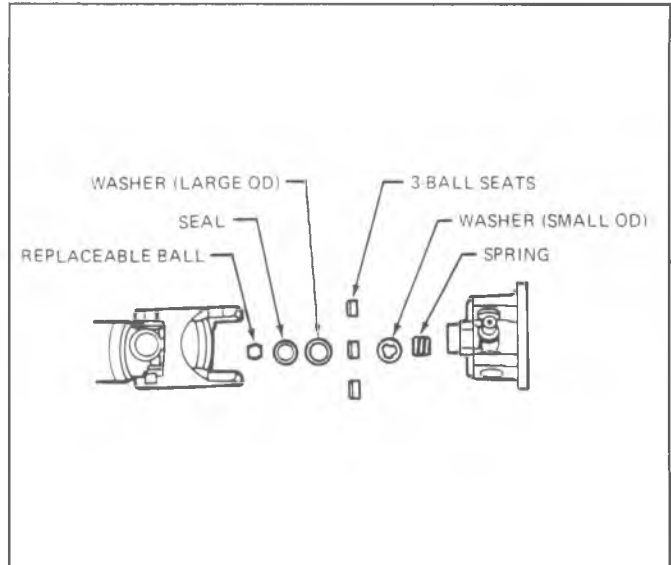 WASHER (LARGE OD)
3-BALL SEATS
SEAL
WASHER (SMALL OD)
REPLACEABLE BALL
SPRING